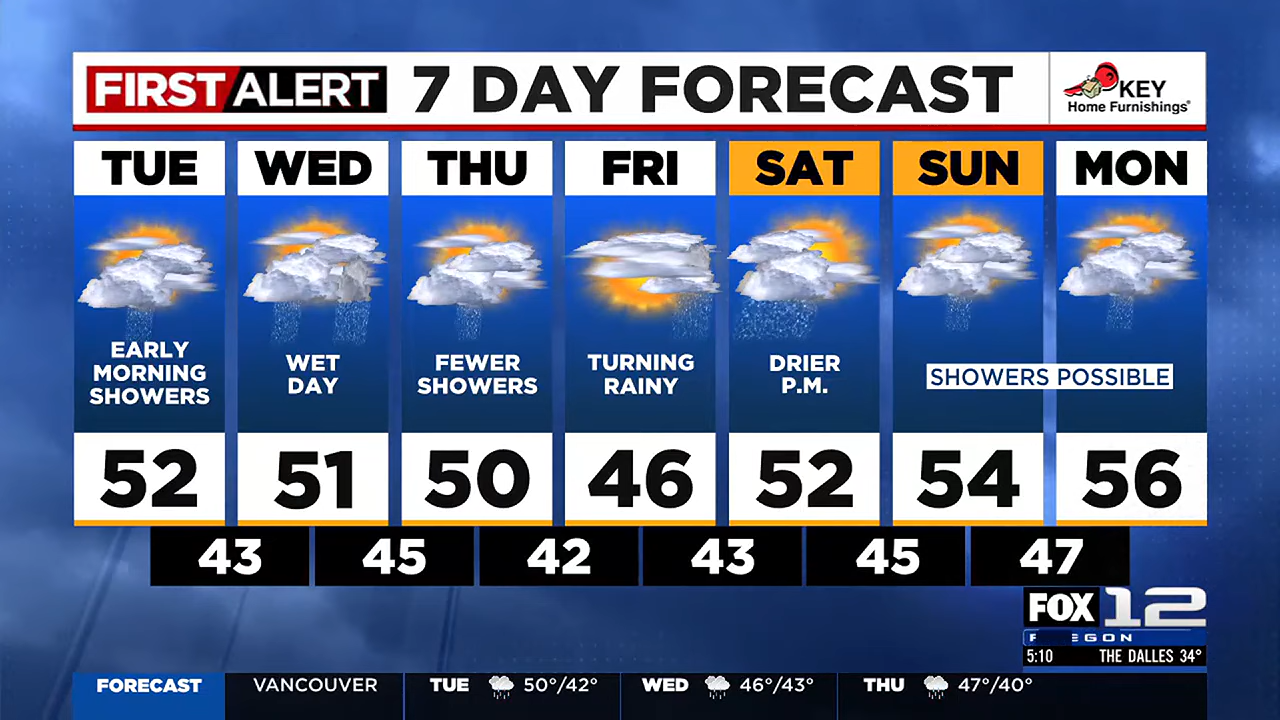 FIRST ALERT 7 DAY FORECAST
KEY
Home Furnishings®
TUE WED THU FRI SAT SUN MON
EARLY
MORNING
SHOWERS
WET
DAY
FEWER
SHOWERS
TURNING
RAINY
DRIER
P.M.
SHOWERS POSSIBLE
52 51 50 46 52 54 56
43 45 42 43 45 47
FOX 12
5:10 THE DALLES 34°
FORECAST VANCOUVER TUE 50°/42° WED 46°/43° THU 47°/40°